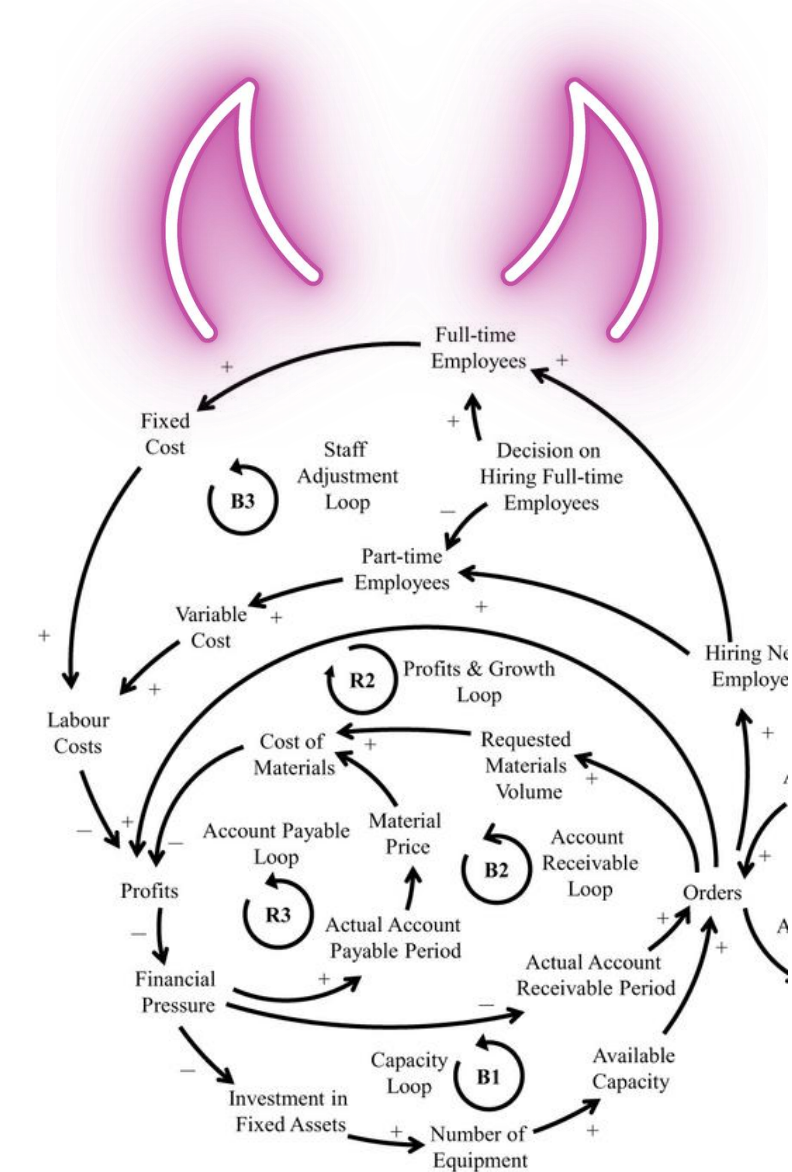 Full-time
Employees
+
+
Fixed
Cost
+
Staff
Adjustment
Loop
Decision on
Hiring Full-time
Employees
B3
–
Part-time
Employees
+
Variable
Cost
+
+
Hiring
+
R2
Profits & Growth
Loop
Labour
Costs
Cost of
Materials
+
Requested
Materials
Volume
+
+
–
+
–
Account Payable
Loop
Material
Price
B2
Account
Receivable
Loop
+
Profits
Orders
R3
Actual Account
Payable Period
–
+
+
Financial
Pressure
+
Actual Account
Receivable Period
–
–
Capacity
Loop
B1
Available
Capacity
Investment in
Fixed Assets
+
Number of
Equipment
+